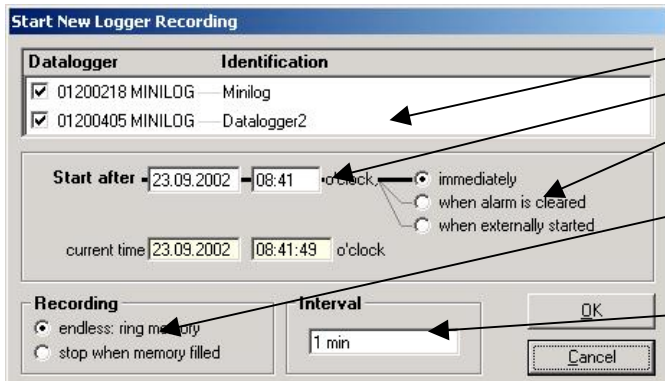 Start New Logger Recording
Datalogger Identification
01200218 MINILOG Minilog
01200405 MINILOG Datalogger2
Start after 23.09.2002 08:41 o'clock, immediately
when alarm is cleared
when externally started
current time 23.09.2002 08:41:49 o'clock
Recording
endless: ring memory
stop when memory filled
Interval
1 min
OK
Cancel